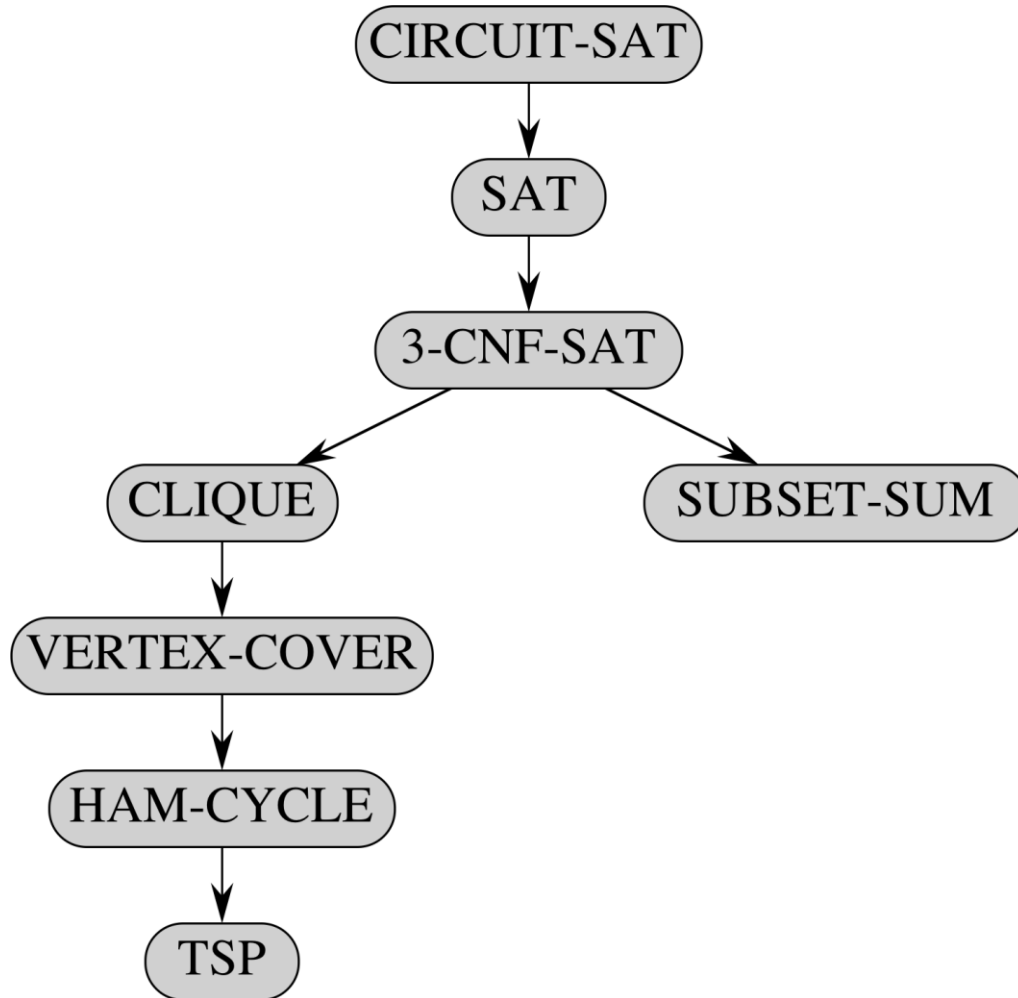 CIRCUIT-SAT
SAT
3-CNF-SAT
CLIQUE
SUBSET-SUM
VERTEX-COVER
HAM-CYCLE
TSP